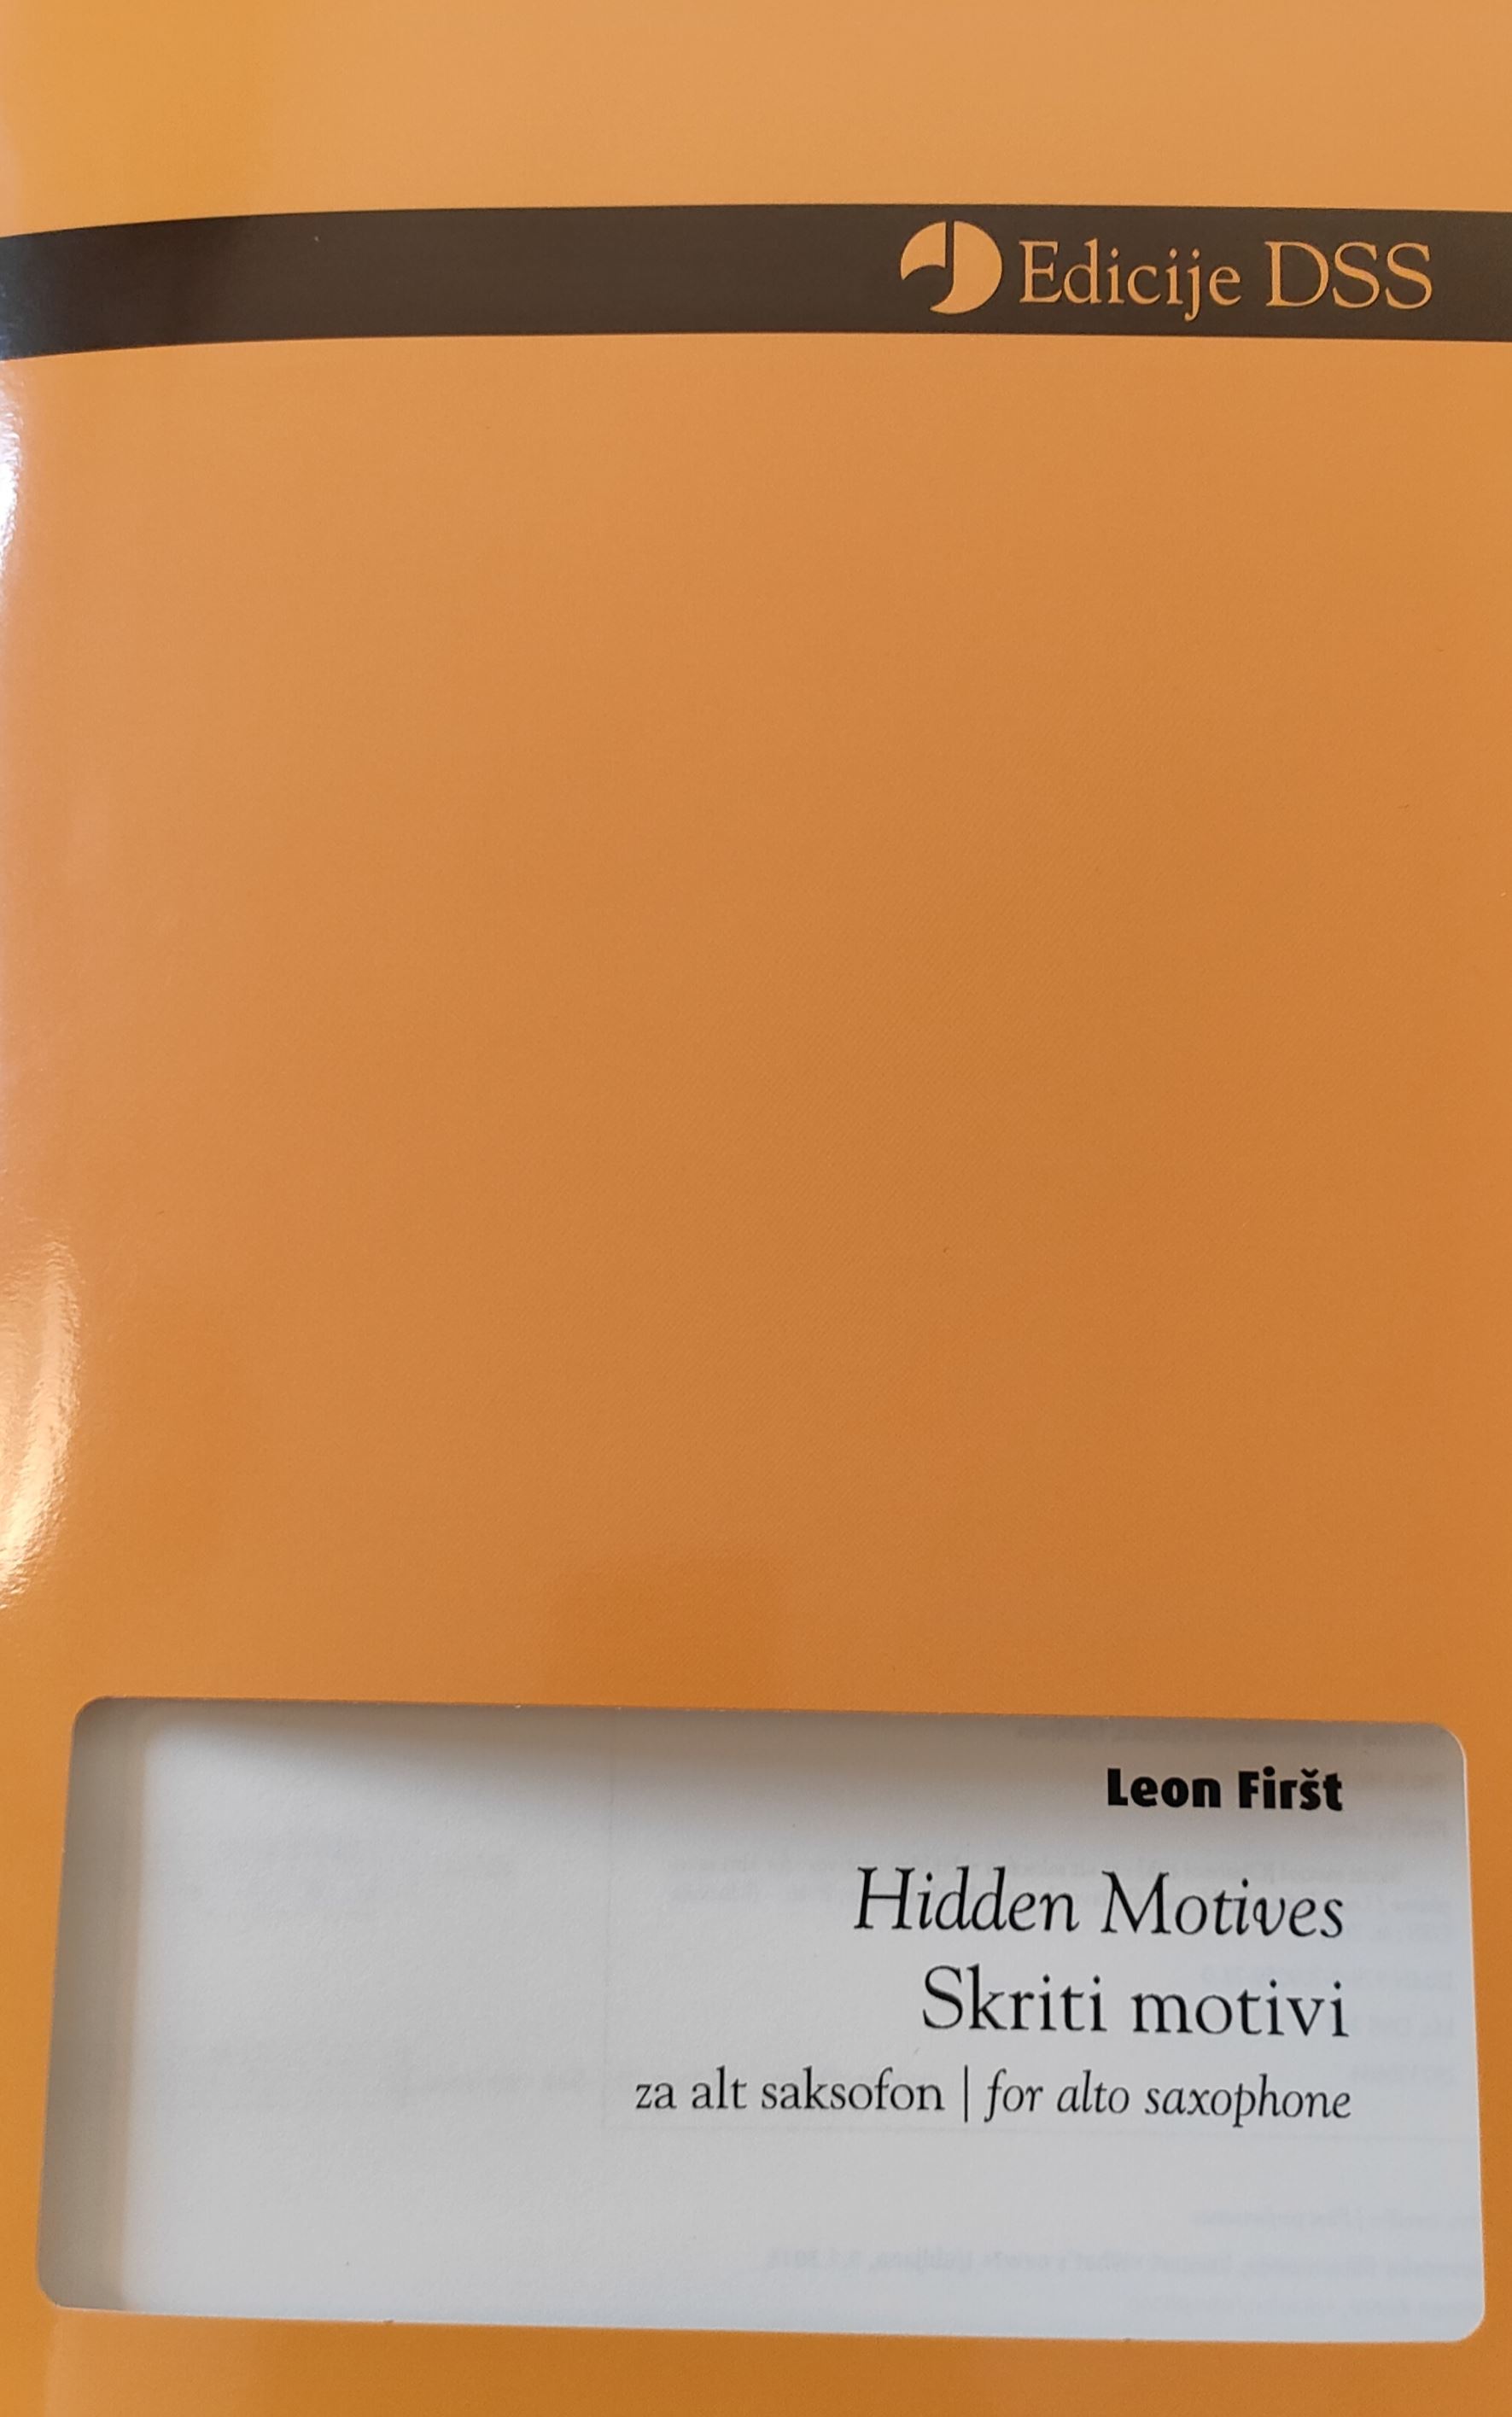 Edicije DSS
Leon Firšt
Hidden Motives
Skriti motivi
za alt saksofon | for alto saxophone